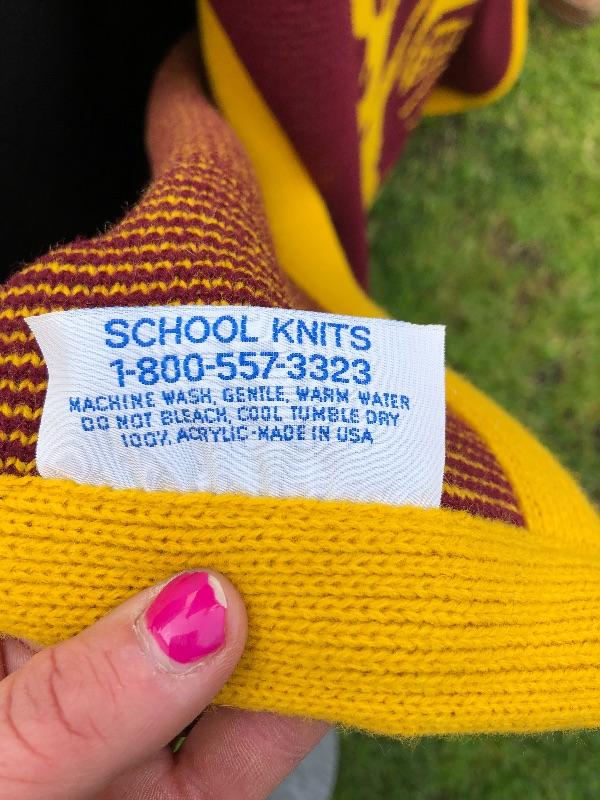 SCHOOL KNITS
1-800-557-3323
MACHINE WASH, GENTLE, WARM WATER
DO NOT BLEACH, COOL TUMBLE DRY
100% ACRYLIC-MADE IN USA